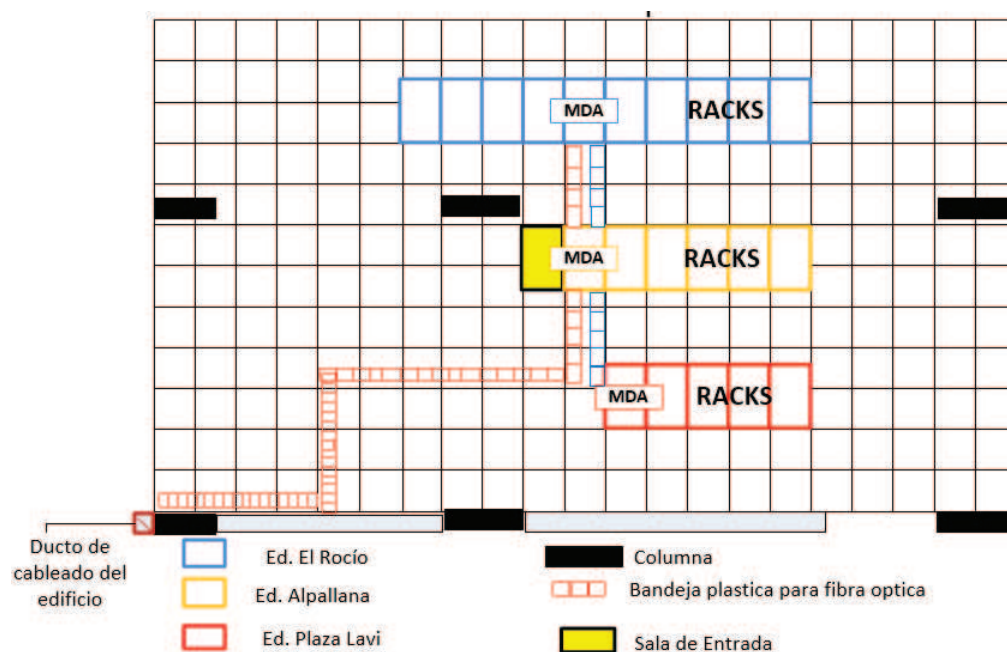 MDA
RACKS
MDA
RACKS
MDA
RACKS
Ducto de
cableado del
edificio
Ed. El Rocío
Ed. Alpallana
Ed. Plaza Lavi
Columna
Bandeja plastica para fibra optica
Sala de Entrada